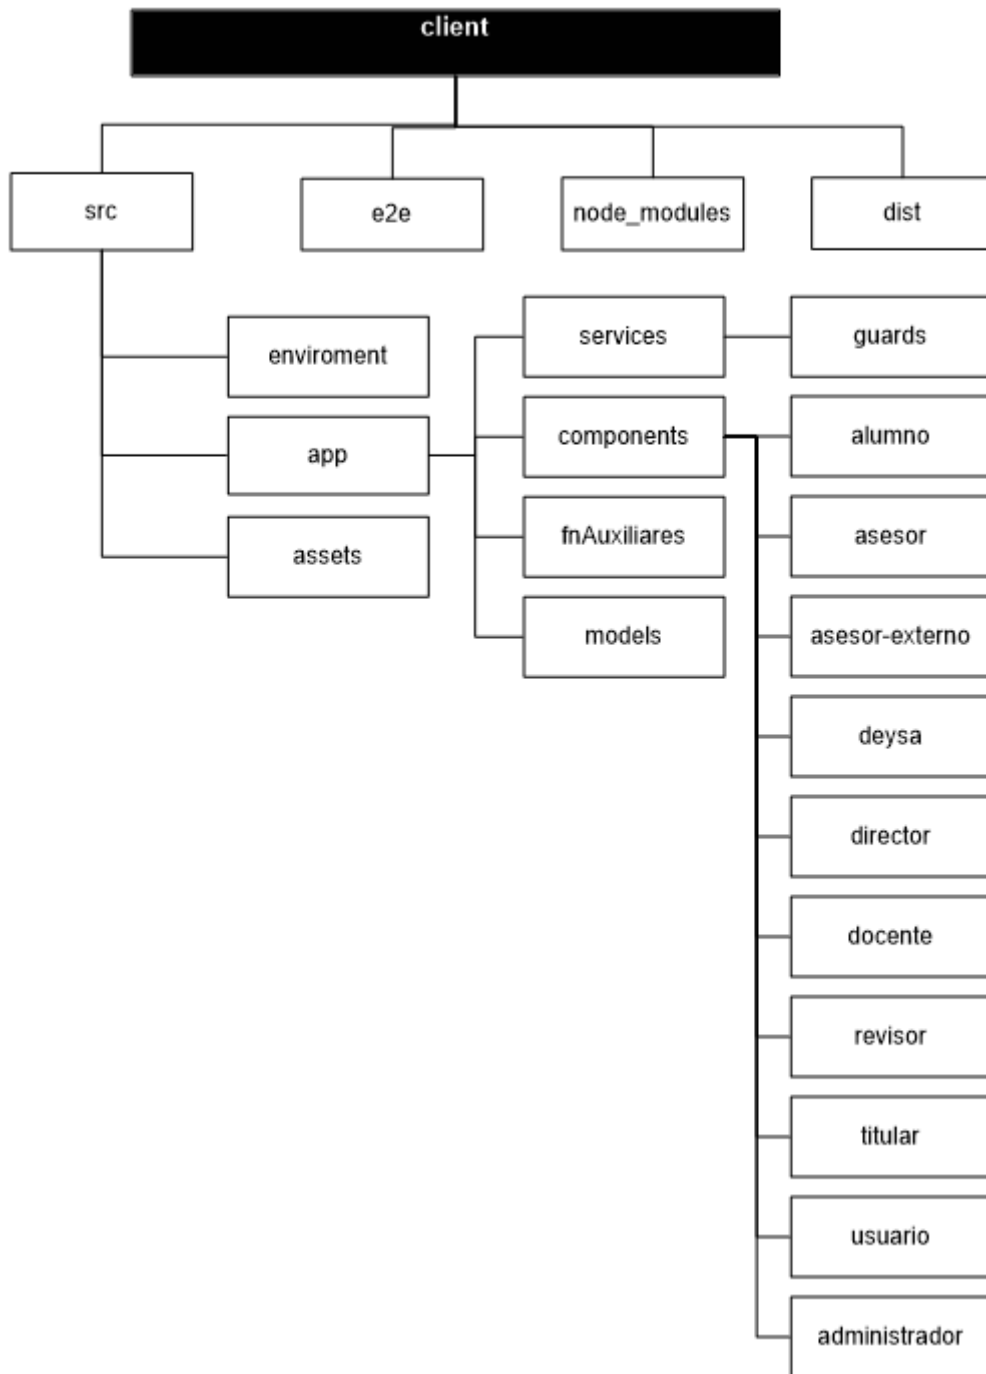 client
src
e2e
node_modules
dist
enviroment
app
assets
services
components
fnAuxiliares
models
guards
alumno
asesor
asesor-externo
deysa
director
docente
revisor
titular
usuario
administrador